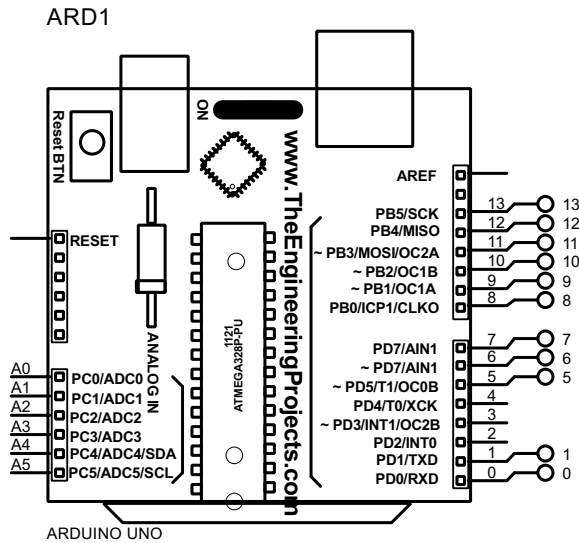 ARD1
Reset BTN
ON
www.TheEngineeringProjects.com
AREF
PB5/SCK 13 13
PB4/MISO 12 12
~ PB3/MOSI/OC2A 11 11
~ PB2/OC1B 10 10
~ PB1/OC1A 9 9
PB0/ICP1/CLKO 8 8
RESET
1121
ATMEGA328P-PU
ANALOG IN
PD7/AIN1 7 7
~ PD7/AIN1 6 6
~ PD5/T1/OC0B 5 5
PD4/T0/XCK 4
~ PD3/INT1/OC2B 3
PD2/INT0 2
PD1/TXD 1 1
PD0/RXD 0 0
A0 PC0/ADC0
A1 PC1/ADC1
A2 PC2/ADC2
A3 PC3/ADC3
A4 PC4/ADC4/SDA
A5 PC5/ADC5/SCL
ARDUINO UNO